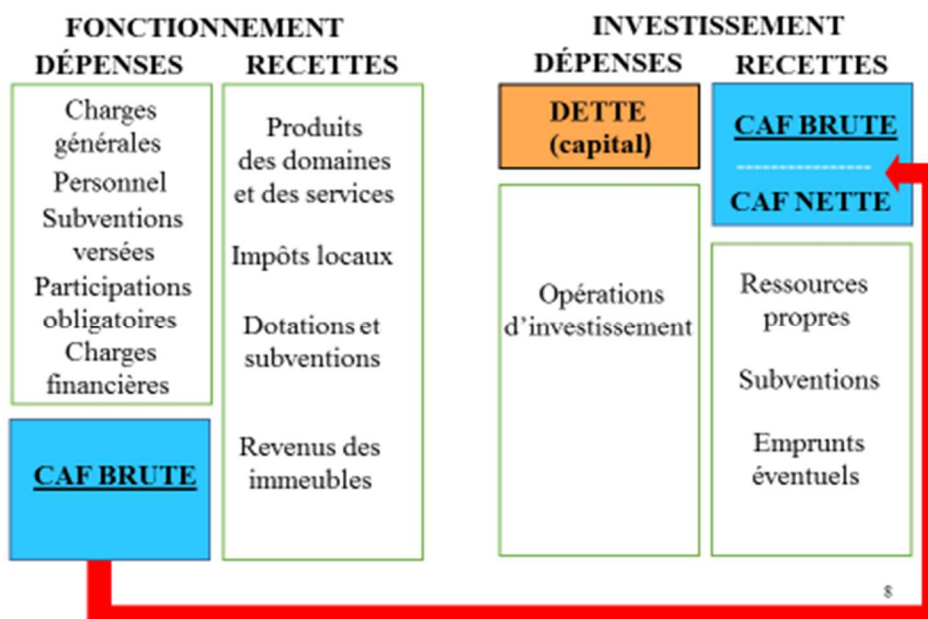 FONCTIONNEMENT
DÉPENSES
RECETTES
Charges
générales
Personnel
Subventions
versées
Participations
obligatoires
Charges
financières
CAF BRUTE
Produits
des domaines
et des services
Impôts locaux
Dotations et
subventions
Revenus des
immeubles
INVESTISSEMENT
DÉPENSES
RECETTES
DETTE
(capital)
Opérations
d’investissement
CAF BRUTE
CAF NETTE
Ressources
propres
Subventions
Emprunts
éventuels
8